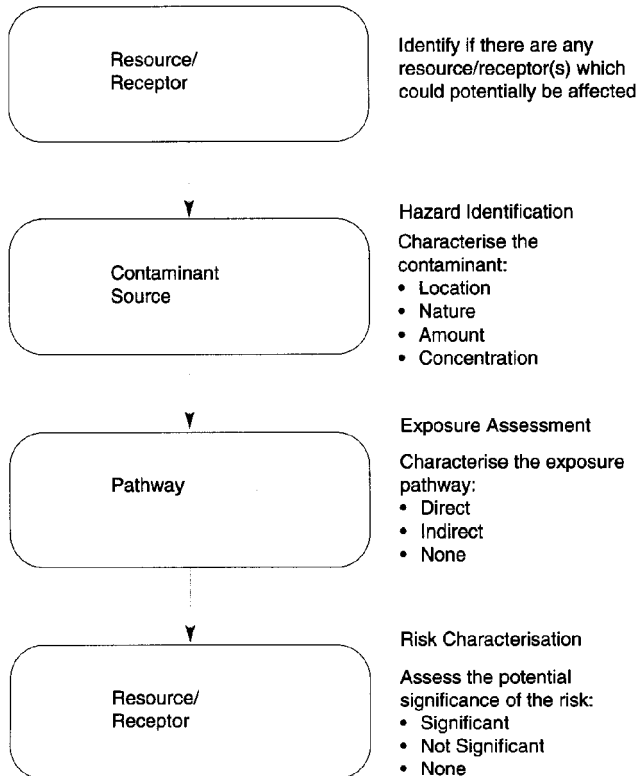 Resource/
Receptor
Identify if there are any
resource/receptor(s) which
could potentially be affected
Contaminant
Source
Hazard Identification
Characterise the
contaminant:
• Location
• Nature
• Amount
• Concentration
Pathway
Exposure Assessment
Characterise the exposure
pathway:
• Direct
• Indirect
• None
Resource/
Receptor
Risk Characterisation
Assess the potential
significance of the risk:
• Significant
• Not Significant
• None